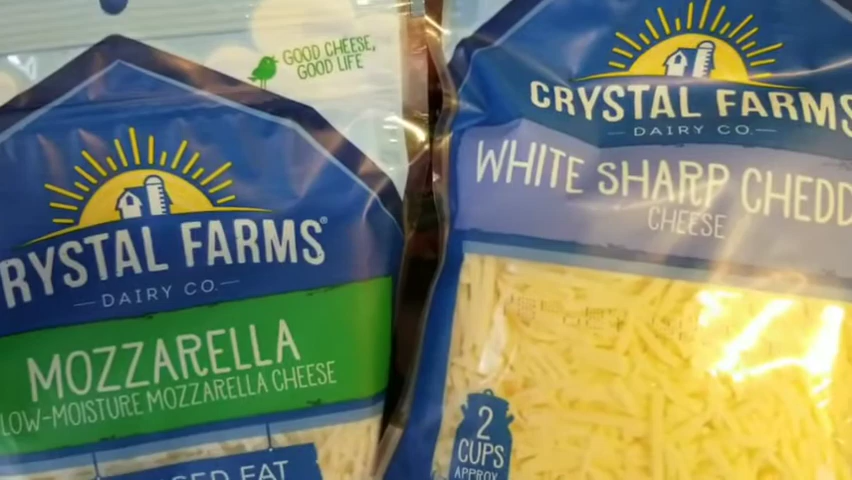 GOOD CHEESE,
GOOD LIFE
RYSTAL FARMS®
DAIRY CO.
MOZZARELLA
LOW-MOISTURE MOZZARELLA CHEESE
FAT
CRYSTAL FARMS
DAIRY CO.
WHITE SHARP CHEDD
CHEESE
2
CUPS
APPROX